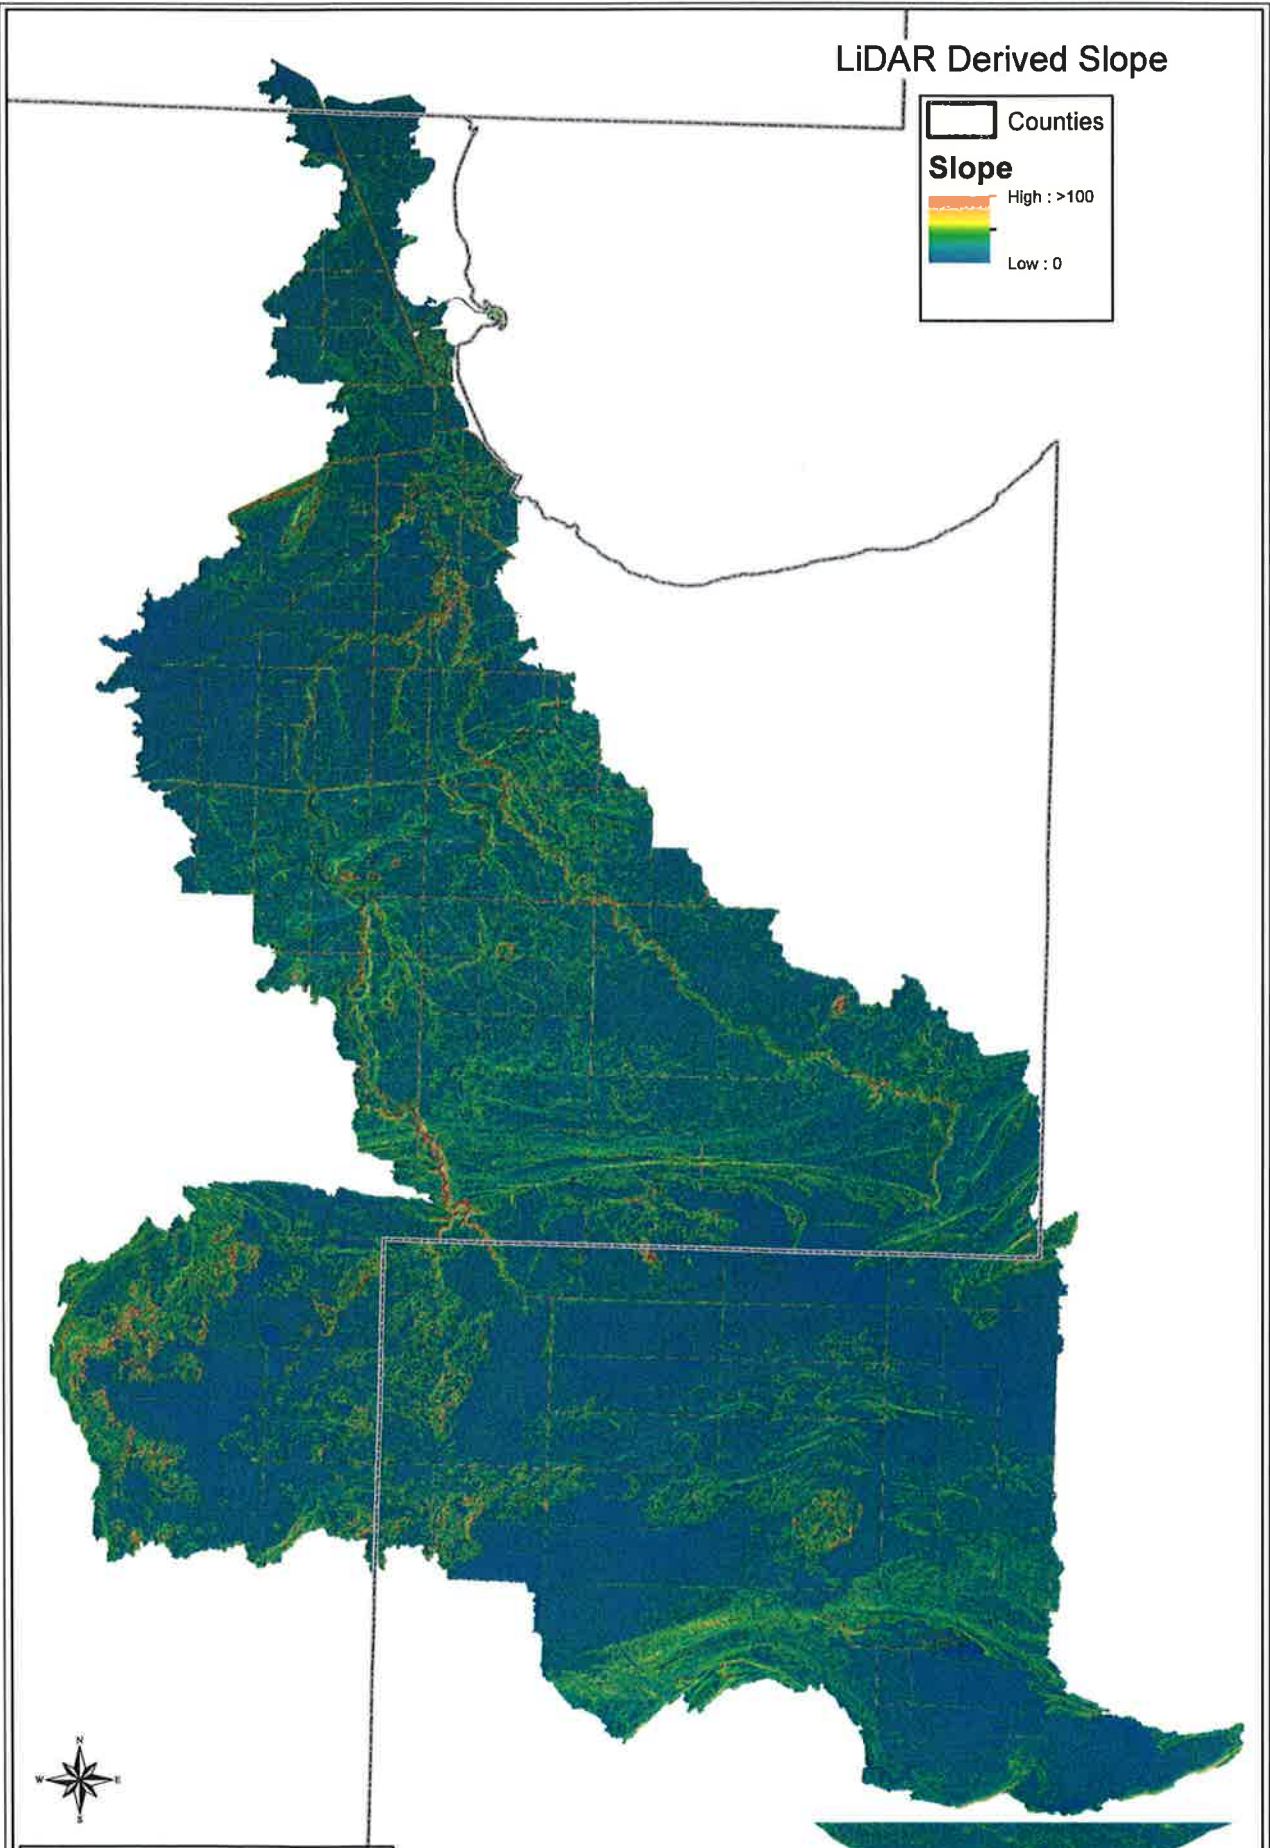 LiDAR Derived Slope
Counties
Slope
High : >100
Low : 0
N
W E
S